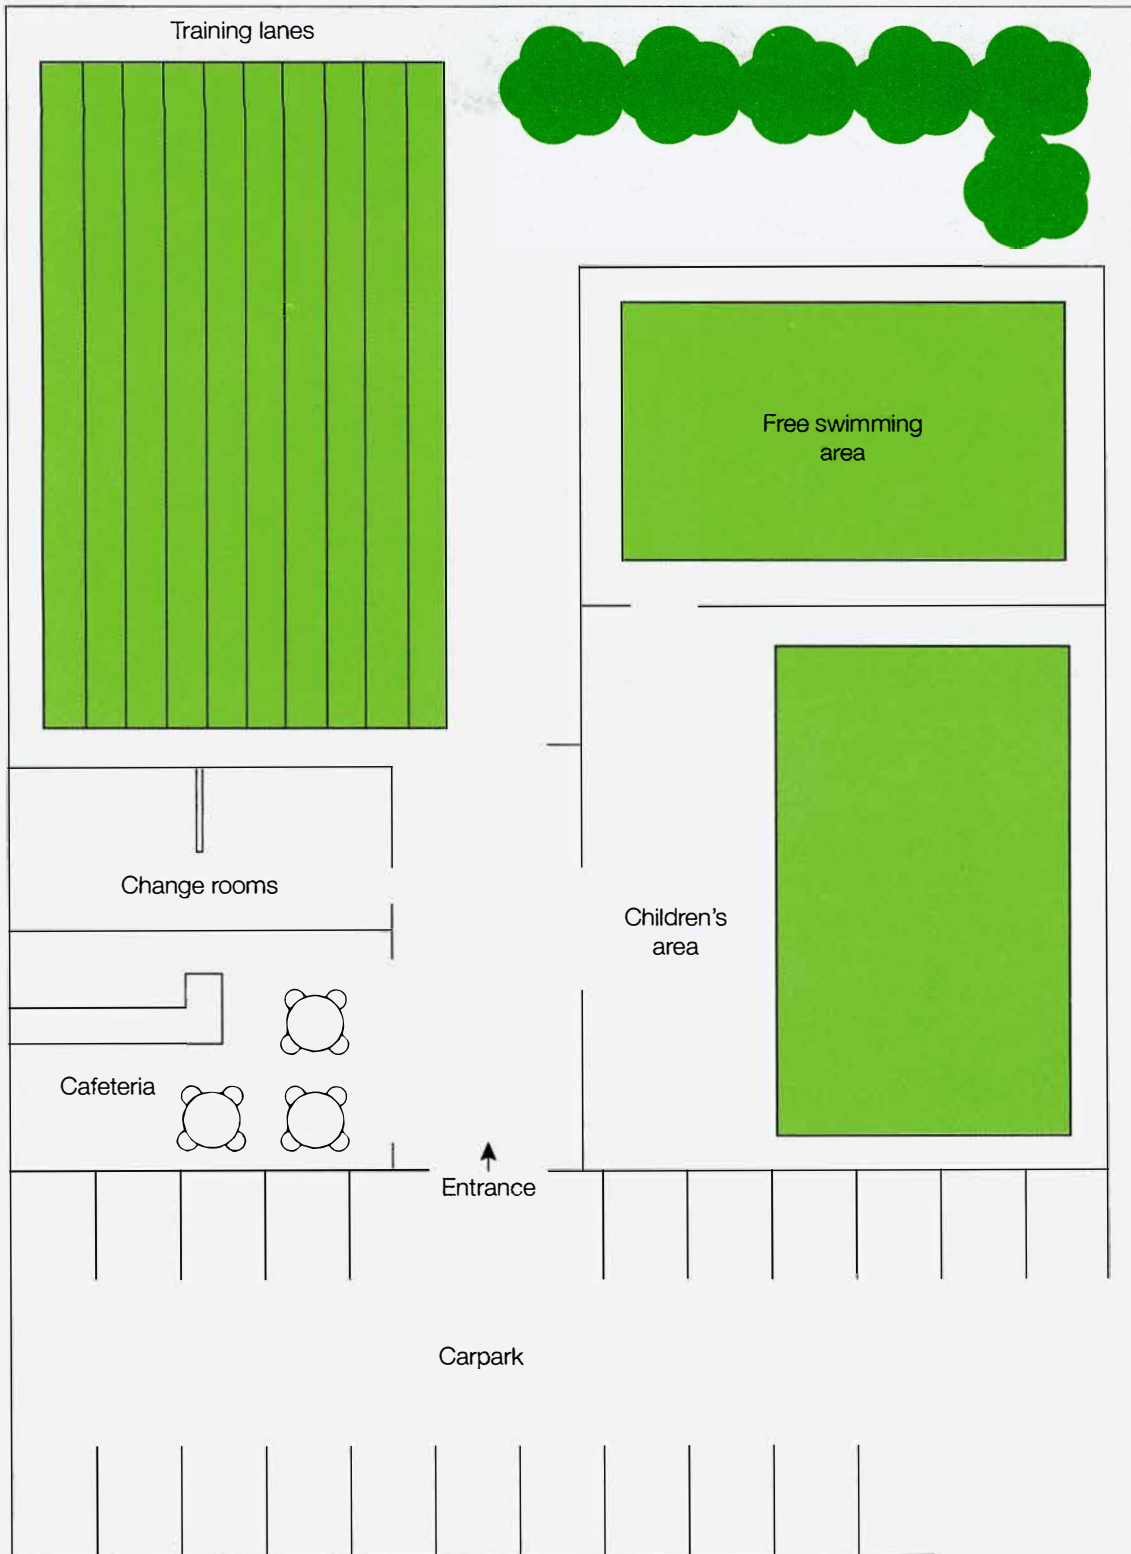 Training lanes
Free swimming
area
Change rooms
Children's
area
Cafeteria
Entrance
Carpark